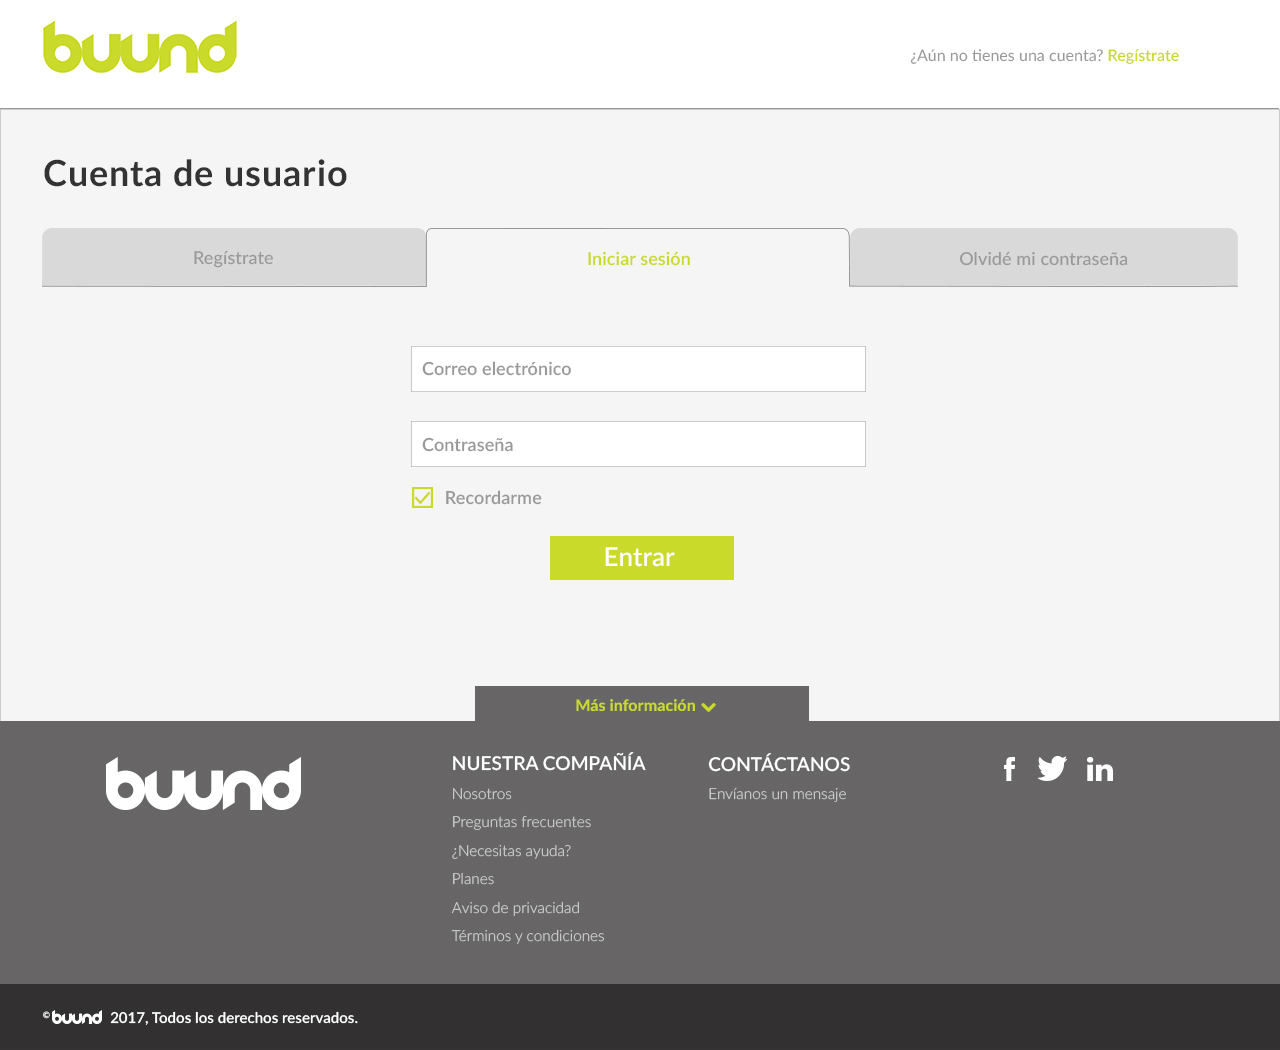 buund
¿Aún no tienes una cuenta? Regístrate
Cuenta de usuario
Regístrate
Iniciar sesión
Olvidé mi contraseña
Correo electrónico
Contraseña
Recordarme
Entrar
Más información
buund
NUESTRA COMPAÑÍA
Nosotros
Preguntas frecuentes
¿Necesitas ayuda?
Planes
Aviso de privacidad
Términos y condiciones
CONTÁCTANOS
Envíanos un mensaje
f
in
©buund 2017, Todos los derechos reservados.